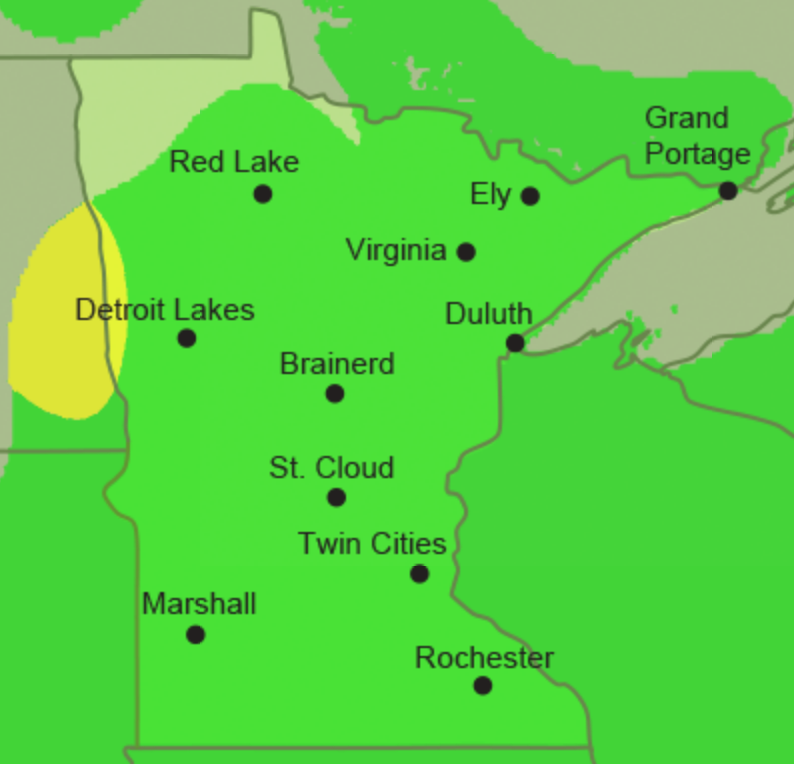 Grand
Portage
Red Lake
Ely
Virginia
Detroit Lakes
Duluth
Brainerd
St. Cloud
Twin Cities
Marshall
Rochester